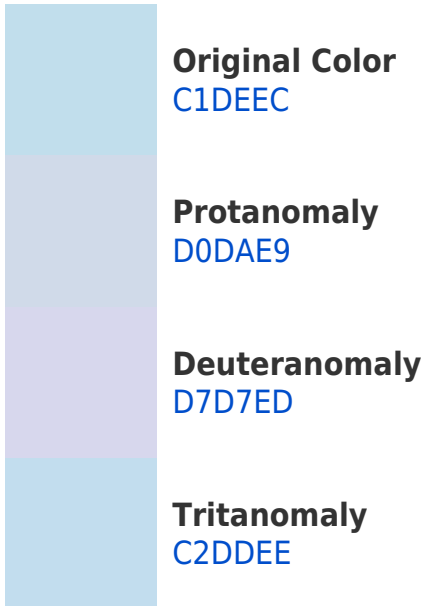 Original Color
C1DEEC
Protanomaly
D0DAE9
Deuteranomaly
D7D7ED
Tritanomaly
C2DDEE